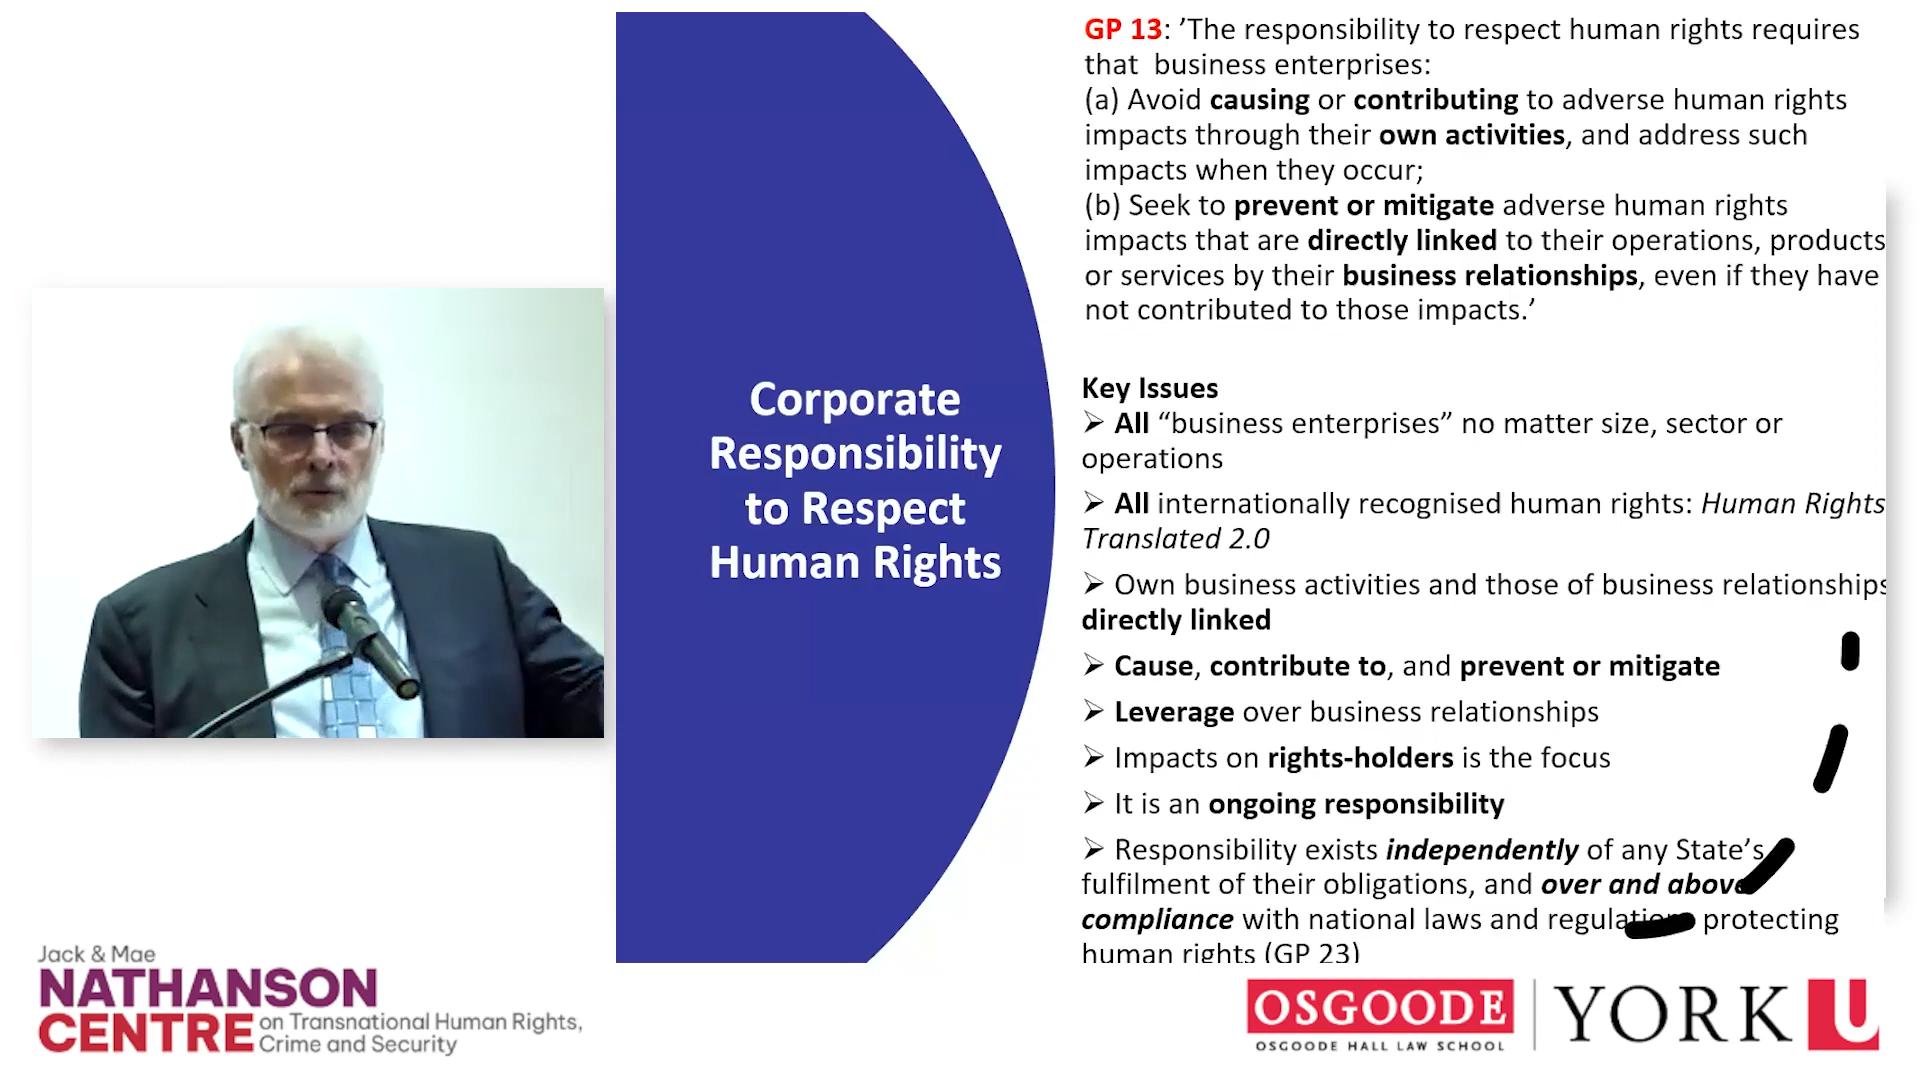 GP 13: ’The responsibility to respect human rights requires
that business enterprises:
(a) Avoid causing or contributing to adverse human rights
impacts through their own activities, and address such
impacts when they occur;
(b) Seek to prevent or mitigate adverse human rights
impacts that are directly linked to their operations, products
or services by their business relationships, even if they have
not contributed to those impacts.’
Corporate
Responsibility
to Respect
Human Rights
Key Issues
➢ All “business enterprises” no matter size, sector or
operations
➢ All internationally recognised human rights: Human Rights
Translated 2.0
➢ Own business activities and those of business relationships
directly linked
➢ Cause, contribute to, and prevent or mitigate
➢ Leverage over business relationships
➢ Impacts on rights-holders is the focus
➢ It is an ongoing responsibility
➢ Responsibility exists independently of any State’s
fulfilment of their obligations, and over and above
compliance with national laws and regulations protecting
human rights (GP 23)
Jack & Mae
NATHANSON
CENTRE on Transnational Human Rights,
Crime and Security
OSGOODE
OSGOODE HALL LAW SCHOOL
YORK U